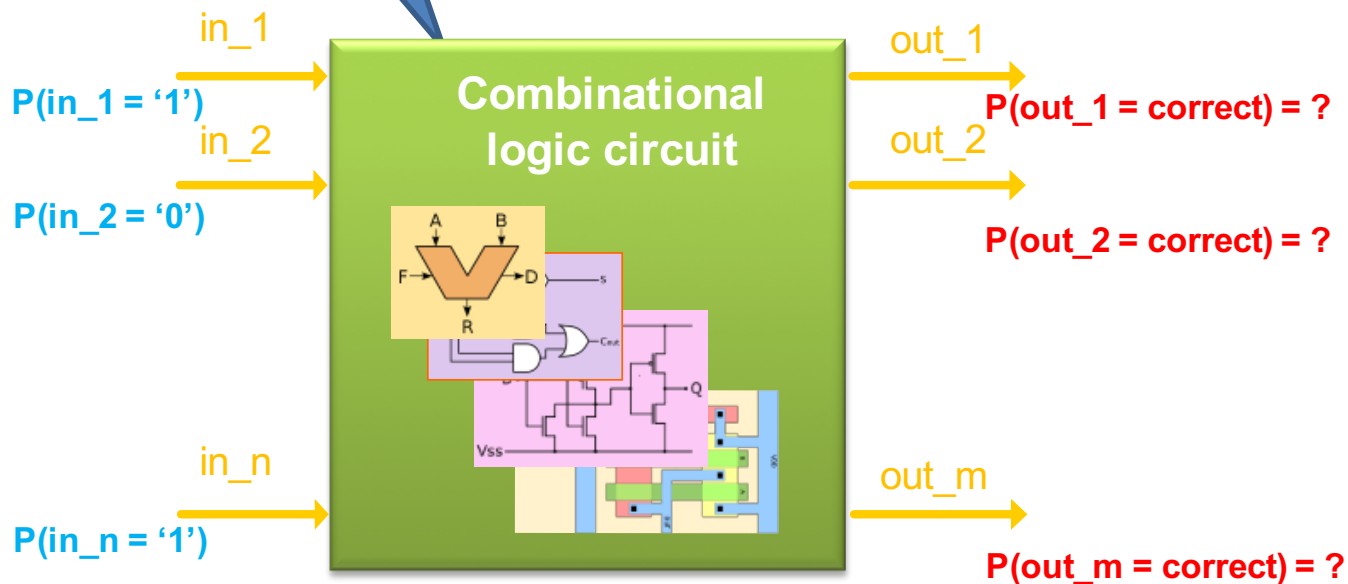 in_1
out_1
P(in_1 = ‘1’)
P(out_1 = correct) = ?
Combinational
logic circuit
in_2
out_2
P(in_2 = ‘0’)
P(out_2 = correct) = ?
A B
F D
R
s
Cout
Q
Vss
in_n
out_m
P(in_n = ‘1’)
P(out_m = correct) = ?